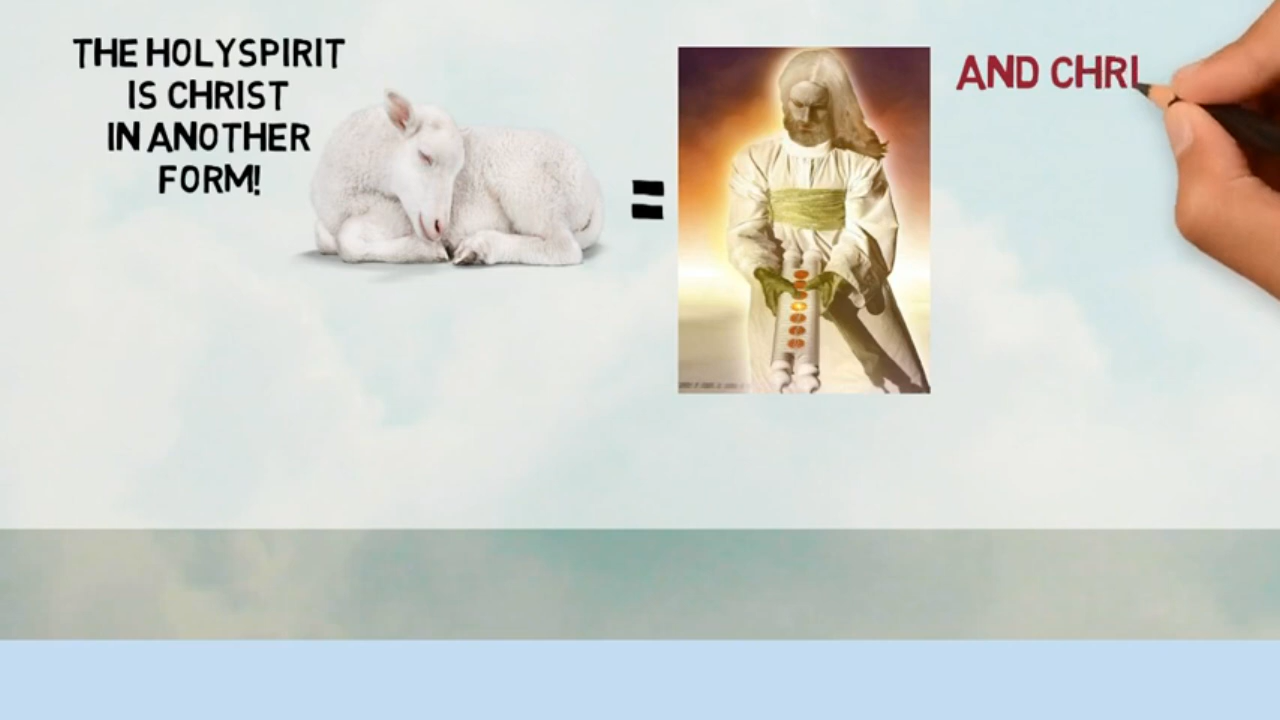 THE HOLYSPIRIT
IS CHRIST
IN ANOTHER
FORM!
=
AND CHRI